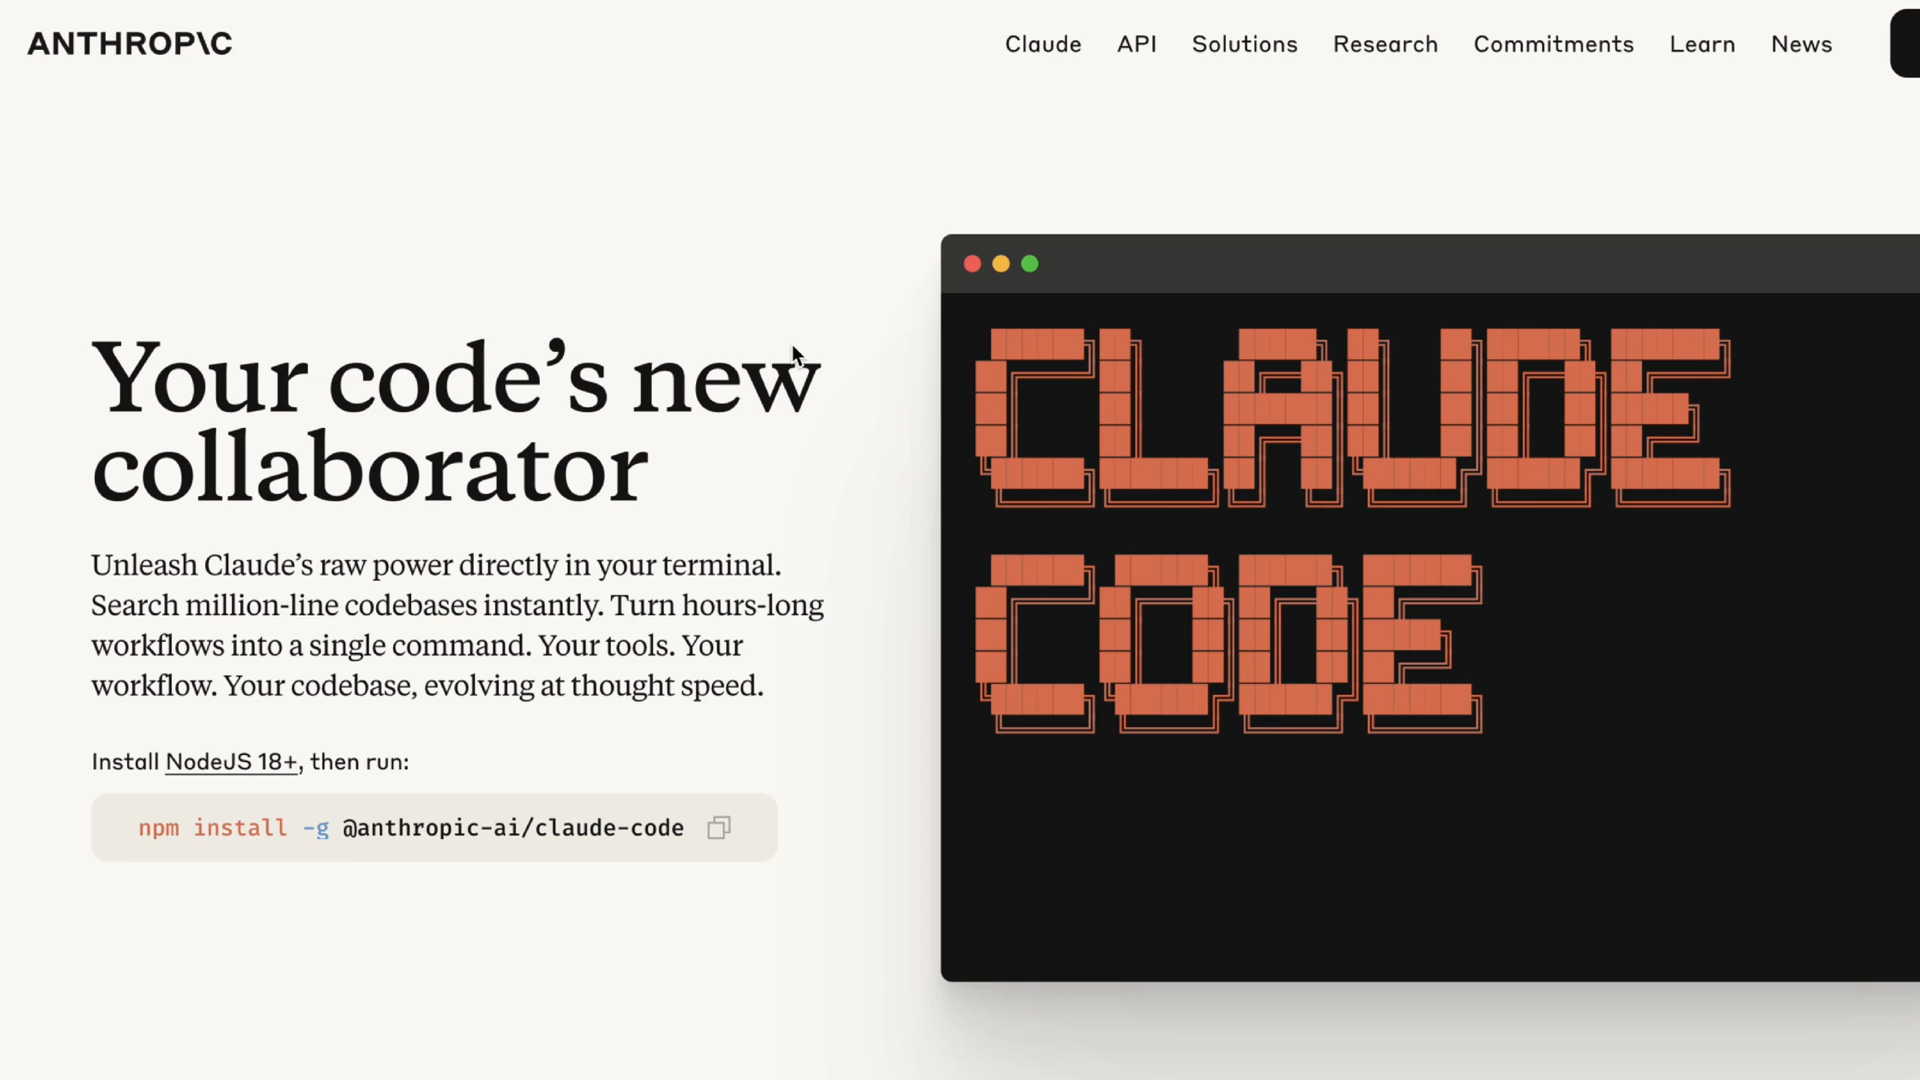 ANTHROP\C
Claude API Solutions Research Commitments Learn News
Your code’s new
collaborator
Unleash Claude’s raw power directly in your terminal.
Search million-line codebases instantly. Turn hours-long
workflows into a single command. Your tools. Your
workflow. Your codebase, evolving at thought speed.
Install NodeJS 18+, then run:
npm install -g @anthropic-ai/claude-code
CLAUDE
CODE